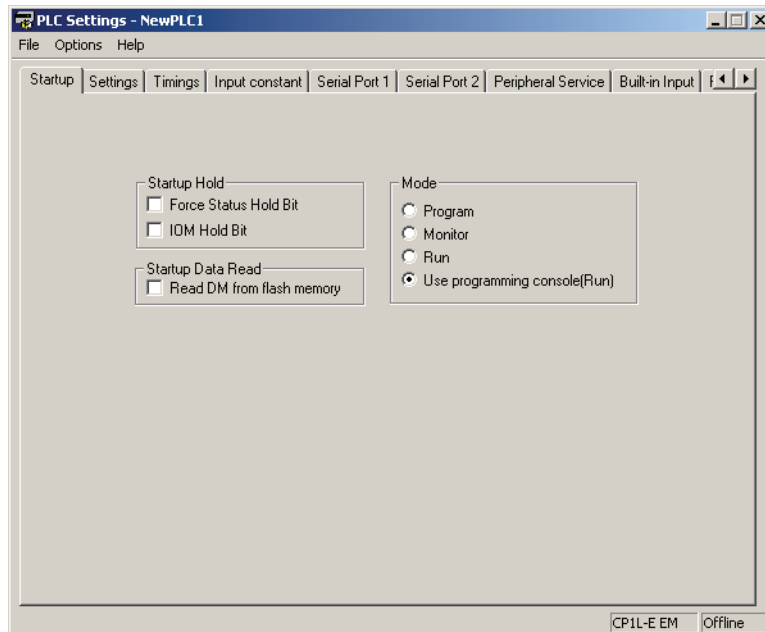 PLC Settings - NewPLC1
File Options Help
Startup Settings Timings Input constant Serial Port 1 Serial Port 2 Peripheral Service Built-in Input
Startup Hold
Force Status Hold Bit
IOM Hold Bit
Startup Data Read
Read DM from flash memory
Mode
Program
Monitor
Run
Use programming console(Run)
CP1L-E EM Offline